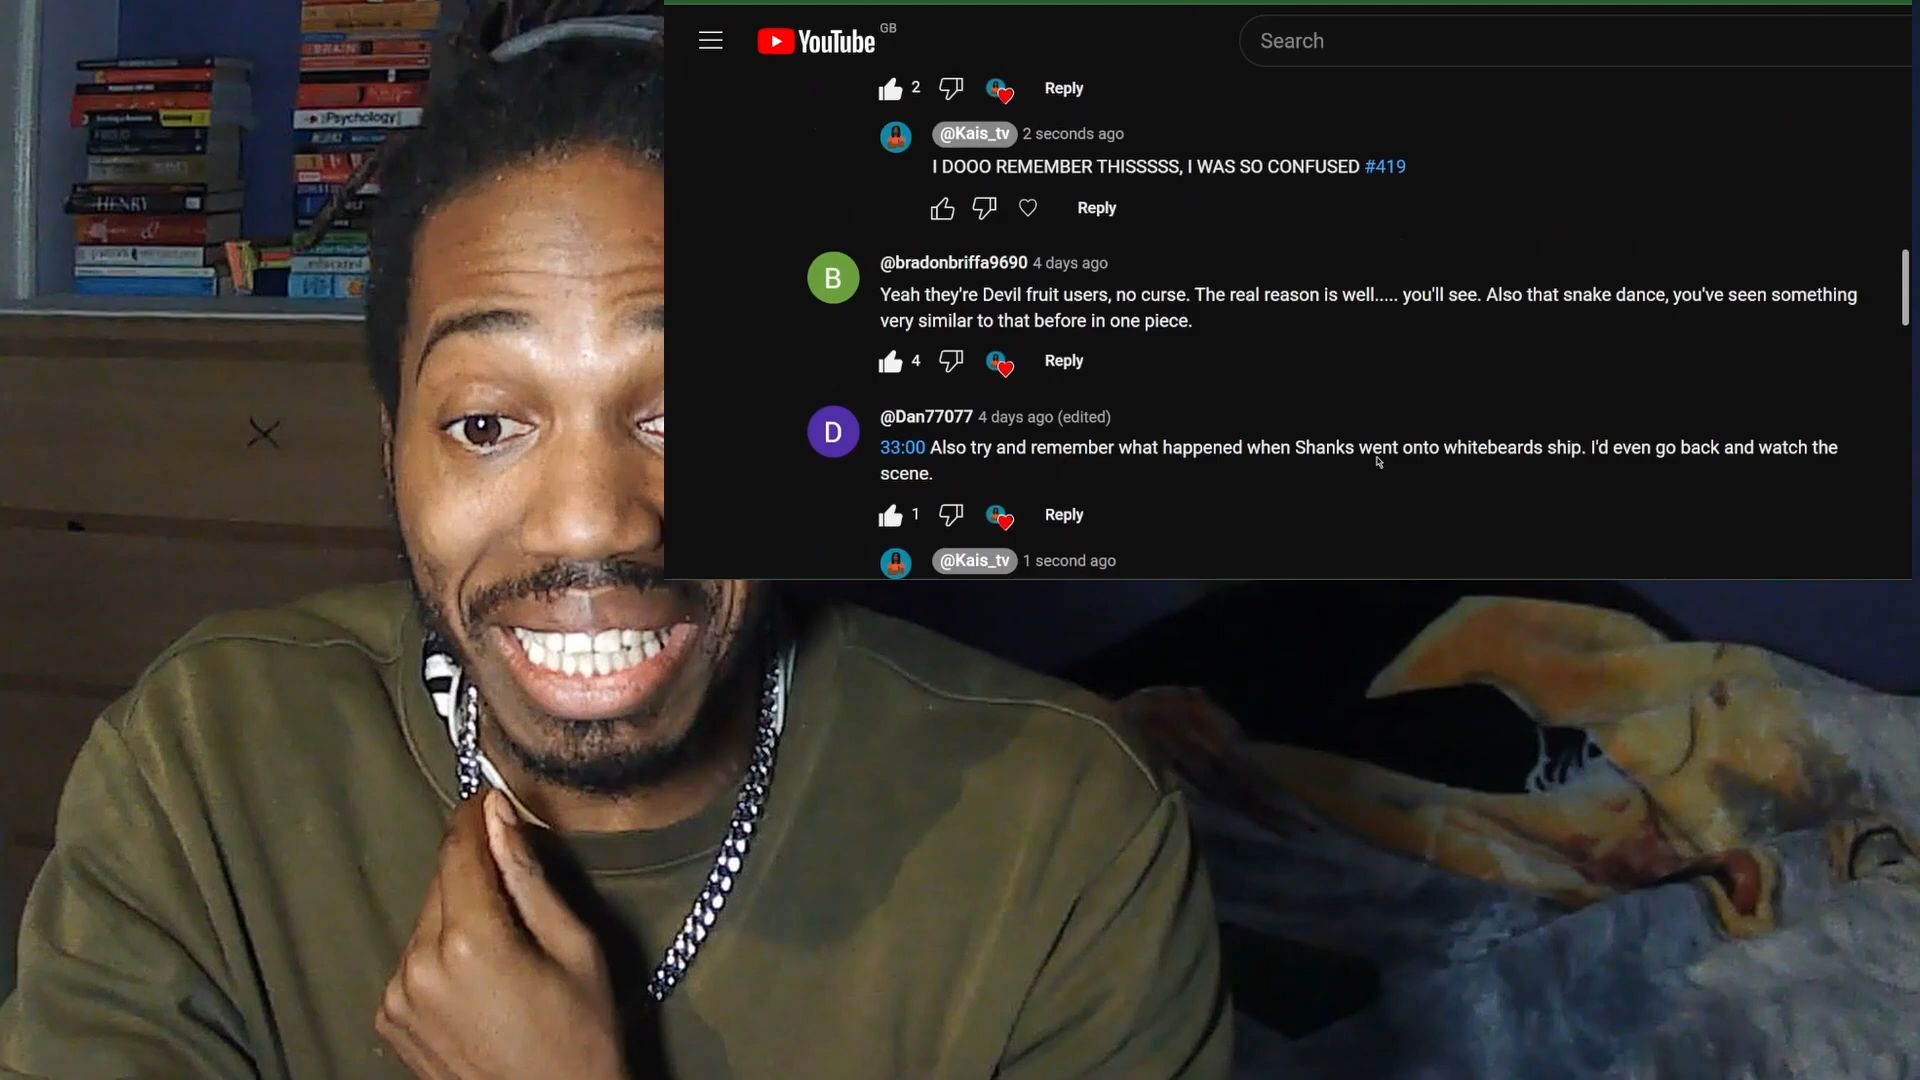 BRAIN
Psychology
HENRY
educated
YouTube GB
Search
2 Reply
@Kais_tv 2 seconds ago
I DOOO REMEMBER THISSSSS, I WAS SO CONFUSED #419
Reply
B @bradonbriffa9690 4 days ago
Yeah they're Devil fruit users, no curse. The real reason is well..... you'll see. Also that snake dance, you've seen something
very similar to that before in one piece.
4 Reply
D @Dan77077 4 days ago (edited)
33:00 Also try and remember what happened when Shanks went onto whitebeards ship. I'd even go back and watch the
scene.
1 Reply
@Kais_tv 1 second ago